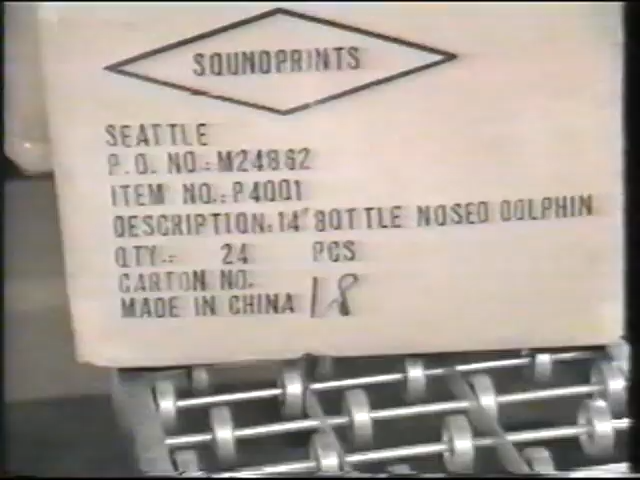 SOUNDPRINTS
SEATTLE
P.O. NO.: M24862
ITEM NO.: P4001
DESCRIPTION: 14" BOTTLE NOSED DOLPHIN
QTY.: 24 PCS
CARTON NO. 18
MADE IN CHINA